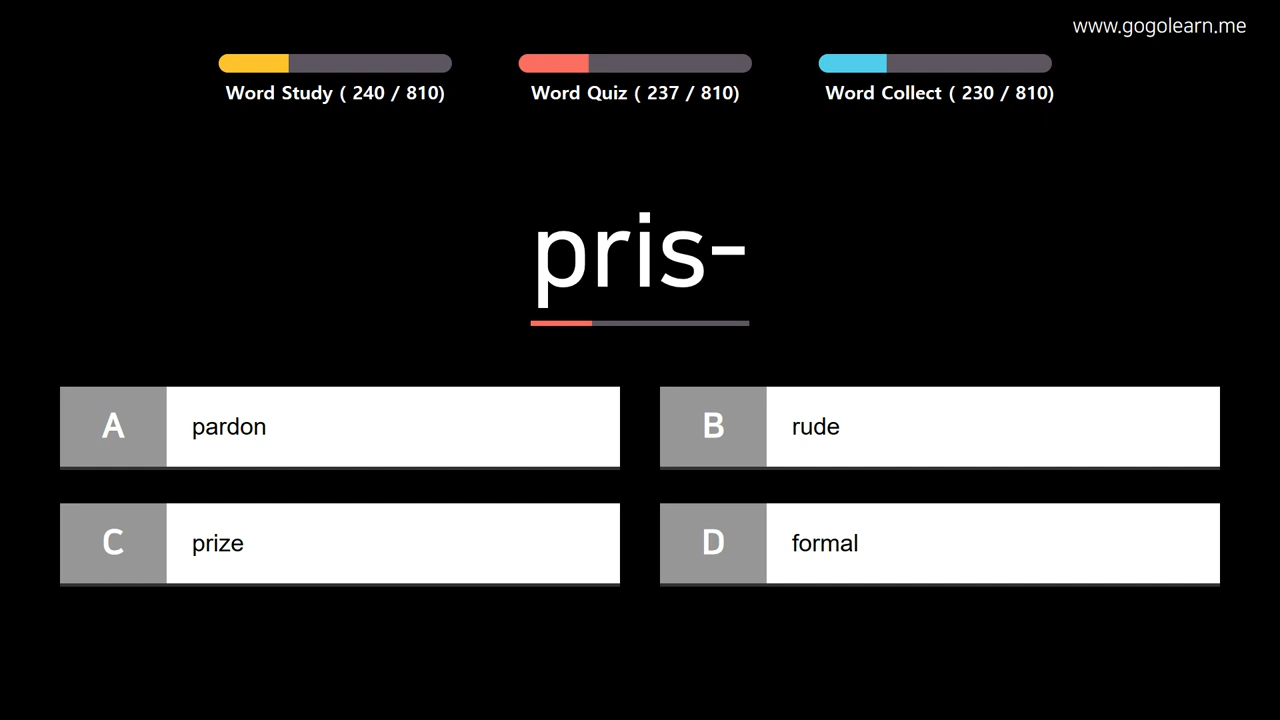 www.gogolearn.me
Word Study ( 240 / 810)
Word Quiz ( 237 / 810)
Word Collect ( 230 / 810)
pris-
A pardon
B rude
C prize
D formal